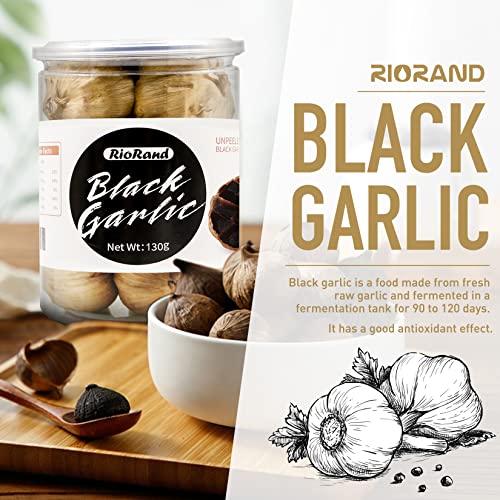 RIORAND
BLACK
GARLIC
Black garlic is a food made from fresh
raw garlic and fermented in a
fermentation tank for 90 to 120 days.
It has a good antioxidant effect.
RioRand
Black
Garlic
Net Wt: 130g
BLACK GAR